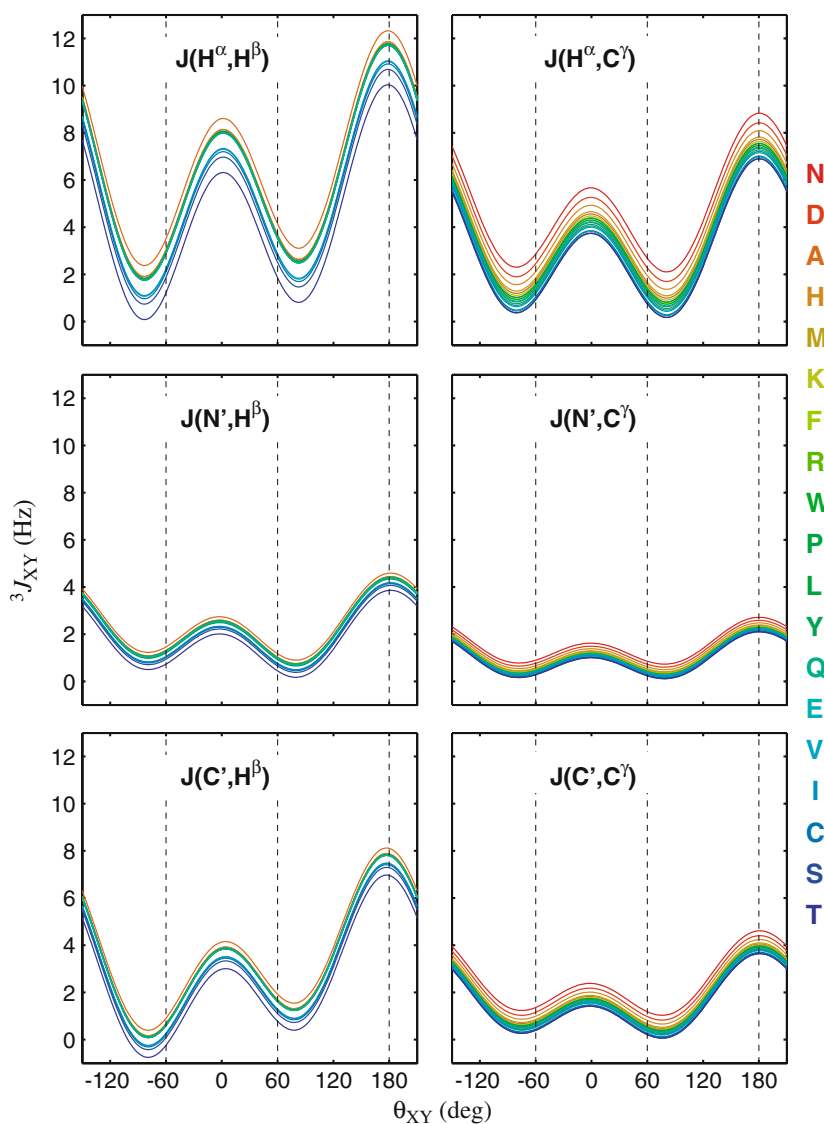 J(Hα,Hβ)
J(Hα,Cγ)
12
10
8
6
4
2
0
J(N',Hβ)
J(N',Cγ)
12
10
8
6
4
2
0
J(C',Hβ)
J(C',Cγ)
12
10
8
6
4
2
0
3JXY (Hz)
-120 -60 0 60 120 180
-120 -60 0 60 120 180
θXY (deg)
N
D
A
H
M
K
F
R
W
P
L
Y
Q
E
V
I
C
S
T